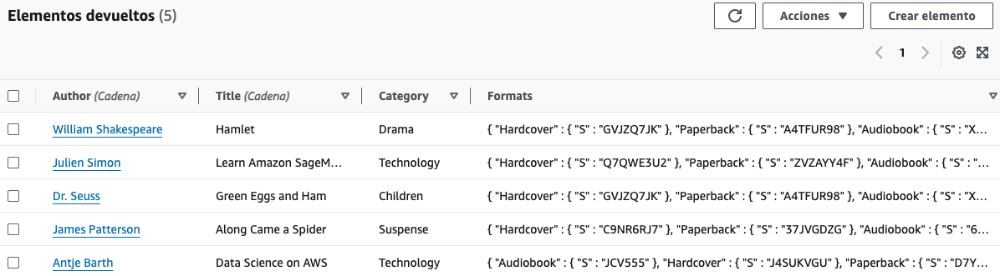 Elementos devueltos (5)
Acciones
Crear elemento
1
Author (Cadena) Title (Cadena) Category Formats
William Shakespeare Hamlet Drama { "Hardcover" : { "S" : "GVJZQ7JK" }, "Paperback" : { "S" : "A4TFUR98" }, "Audiobook" : { "S" : "X...
Julien Simon Learn Amazon SageM... Technology { "Hardcover" : { "S" : "Q7QWE3U2" }, "Paperback" : { "S" : "ZVZAYY4F" }, "Audiobook" : { "S" : "...
Dr. Seuss Green Eggs and Ham Children { "Hardcover" : { "S" : "GVJZQ7JK" }, "Paperback" : { "S" : "A4TFUR98" }, "Audiobook" : { "S" : "X...
James Patterson Along Came a Spider Suspense { "Hardcover" : { "S" : "C9NR6RJ7" }, "Paperback" : { "S" : "37JVGDZG" }, "Audiobook" : { "S" : "6...
Antje Barth Data Science on AWS Technology { "Audiobook" : { "S" : "JCV555" }, "Hardcover" : { "S" : "J4SUKVGU" }, "Paperback" : { "S" : "D7Y...